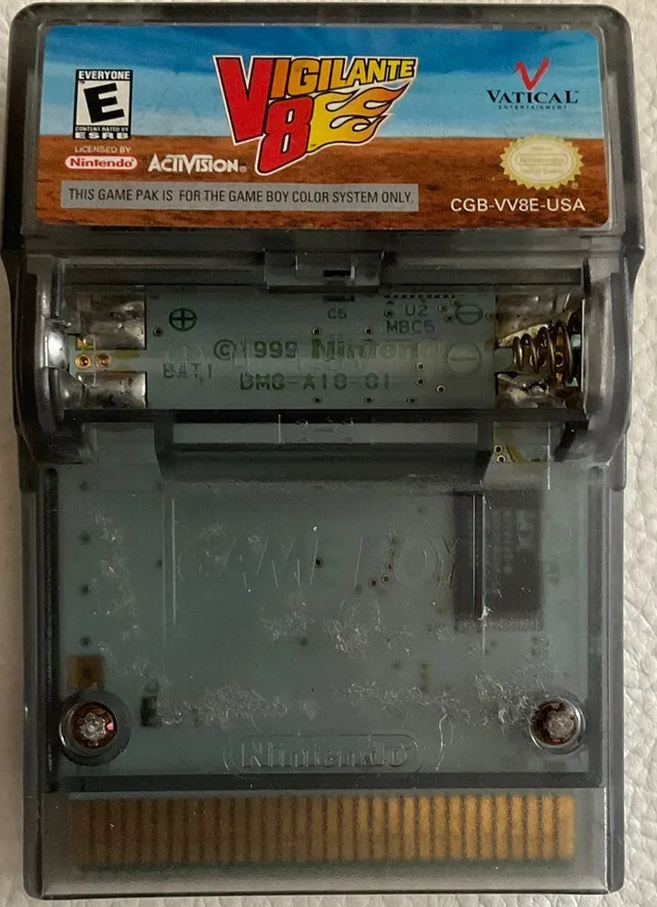 EVERYONE
E
CONTENT RATED BY
ESRB
VIGILANTE
8
VATICAL
ENTERTAINMENT
LICENSED BY
Nintendo
ACTIVISION®
THIS GAME PAK IS FOR THE GAME BOY COLOR SYSTEM ONLY.
CGB-VV8E-USA
C6
U2
MBC5
©1999 Nintendo
BAT1
DMG-A10-01
GAME BOY
Nintendo